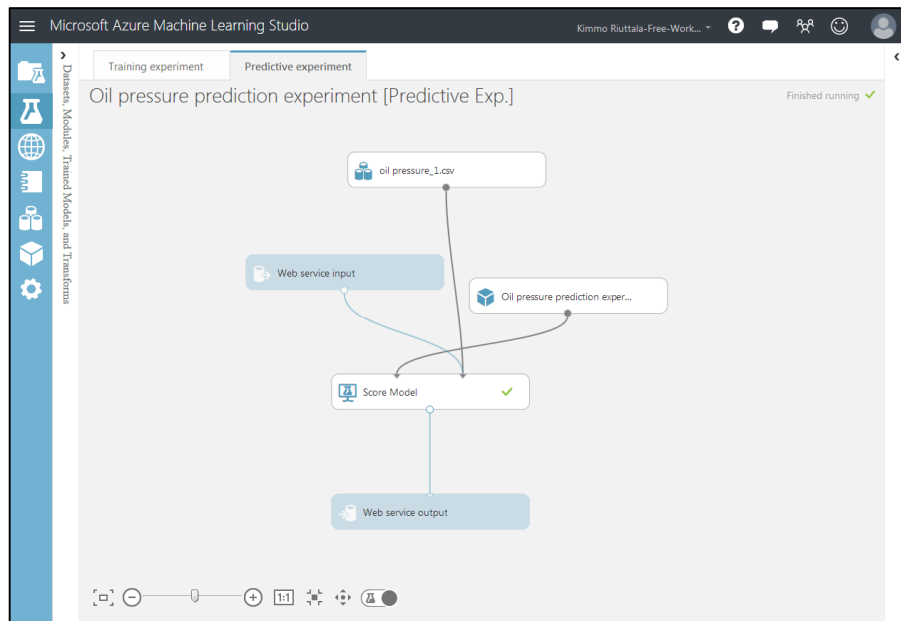 Microsoft Azure Machine Learning Studio
Kimmo Riuttala-Free-Work...
?
Datasets, Modules, Trained Models, and Transforms
Training experiment
Predictive experiment
Oil pressure prediction experiment [Predictive Exp.]
Finished running
oil pressure_1.csv
Web service input
Oil pressure prediction exper...
Score Model
Web service output
1:1